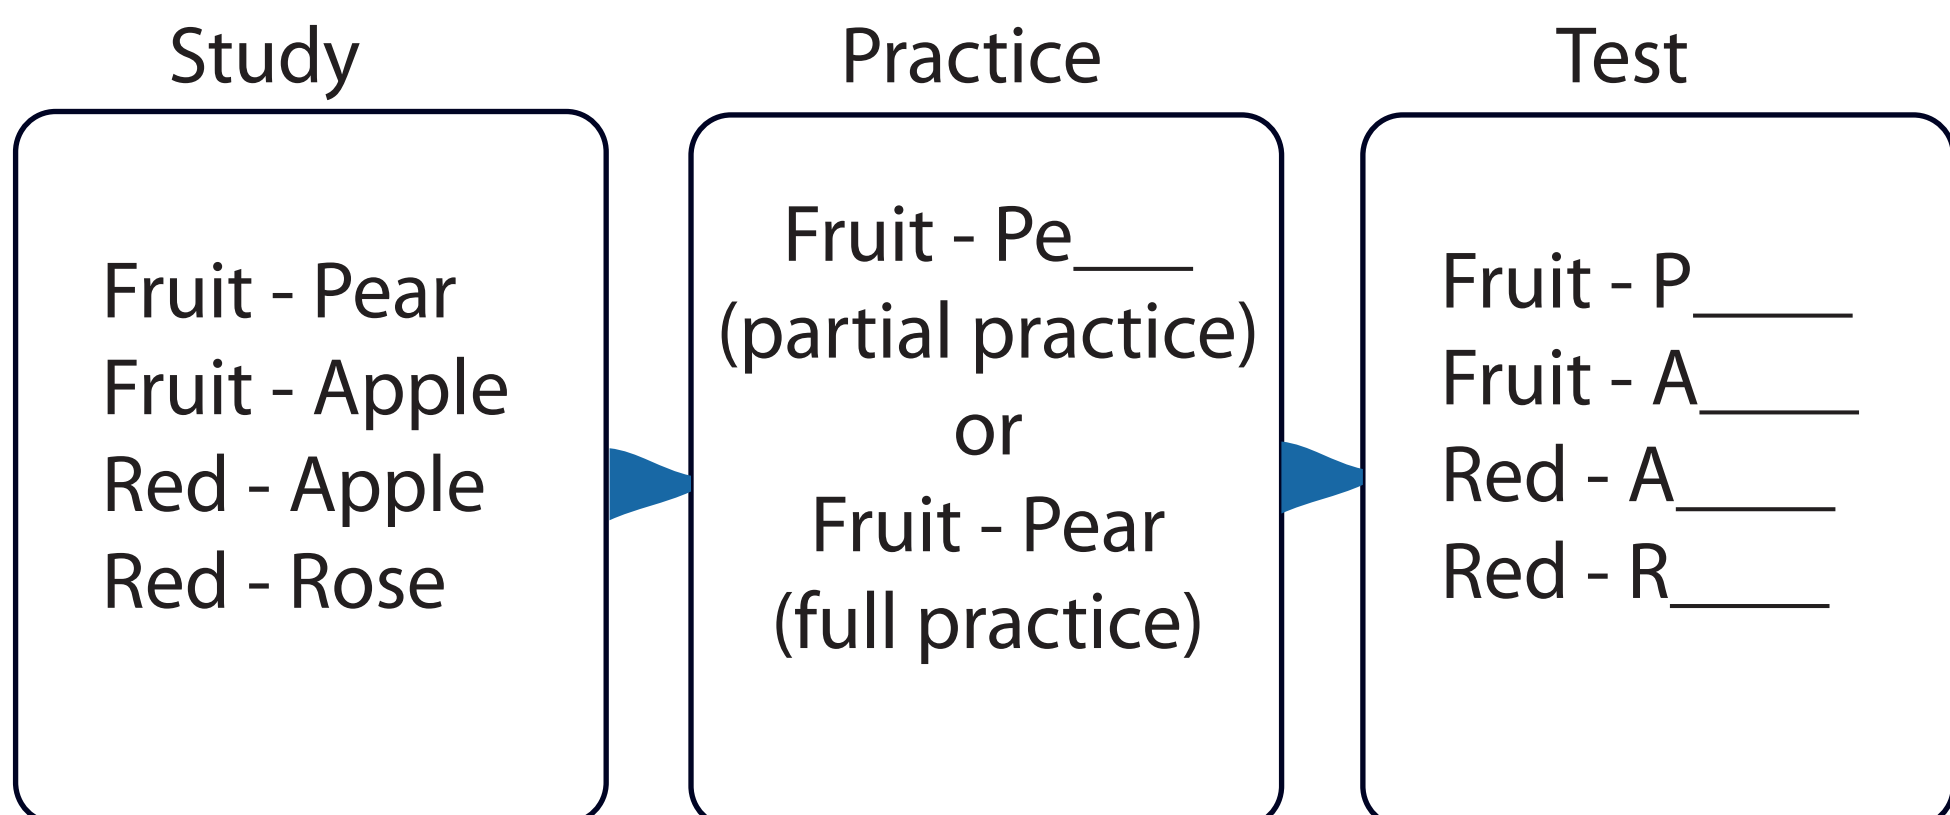 Study
Fruit - Pear
Fruit - Apple
Red - Apple
Red - Rose
Practice
Fruit - Pe____
(partial practice)
or
Fruit - Pear
(full practice)
Test
Fruit - P_____
Fruit - A_____
Red - A_____
Red - R_____